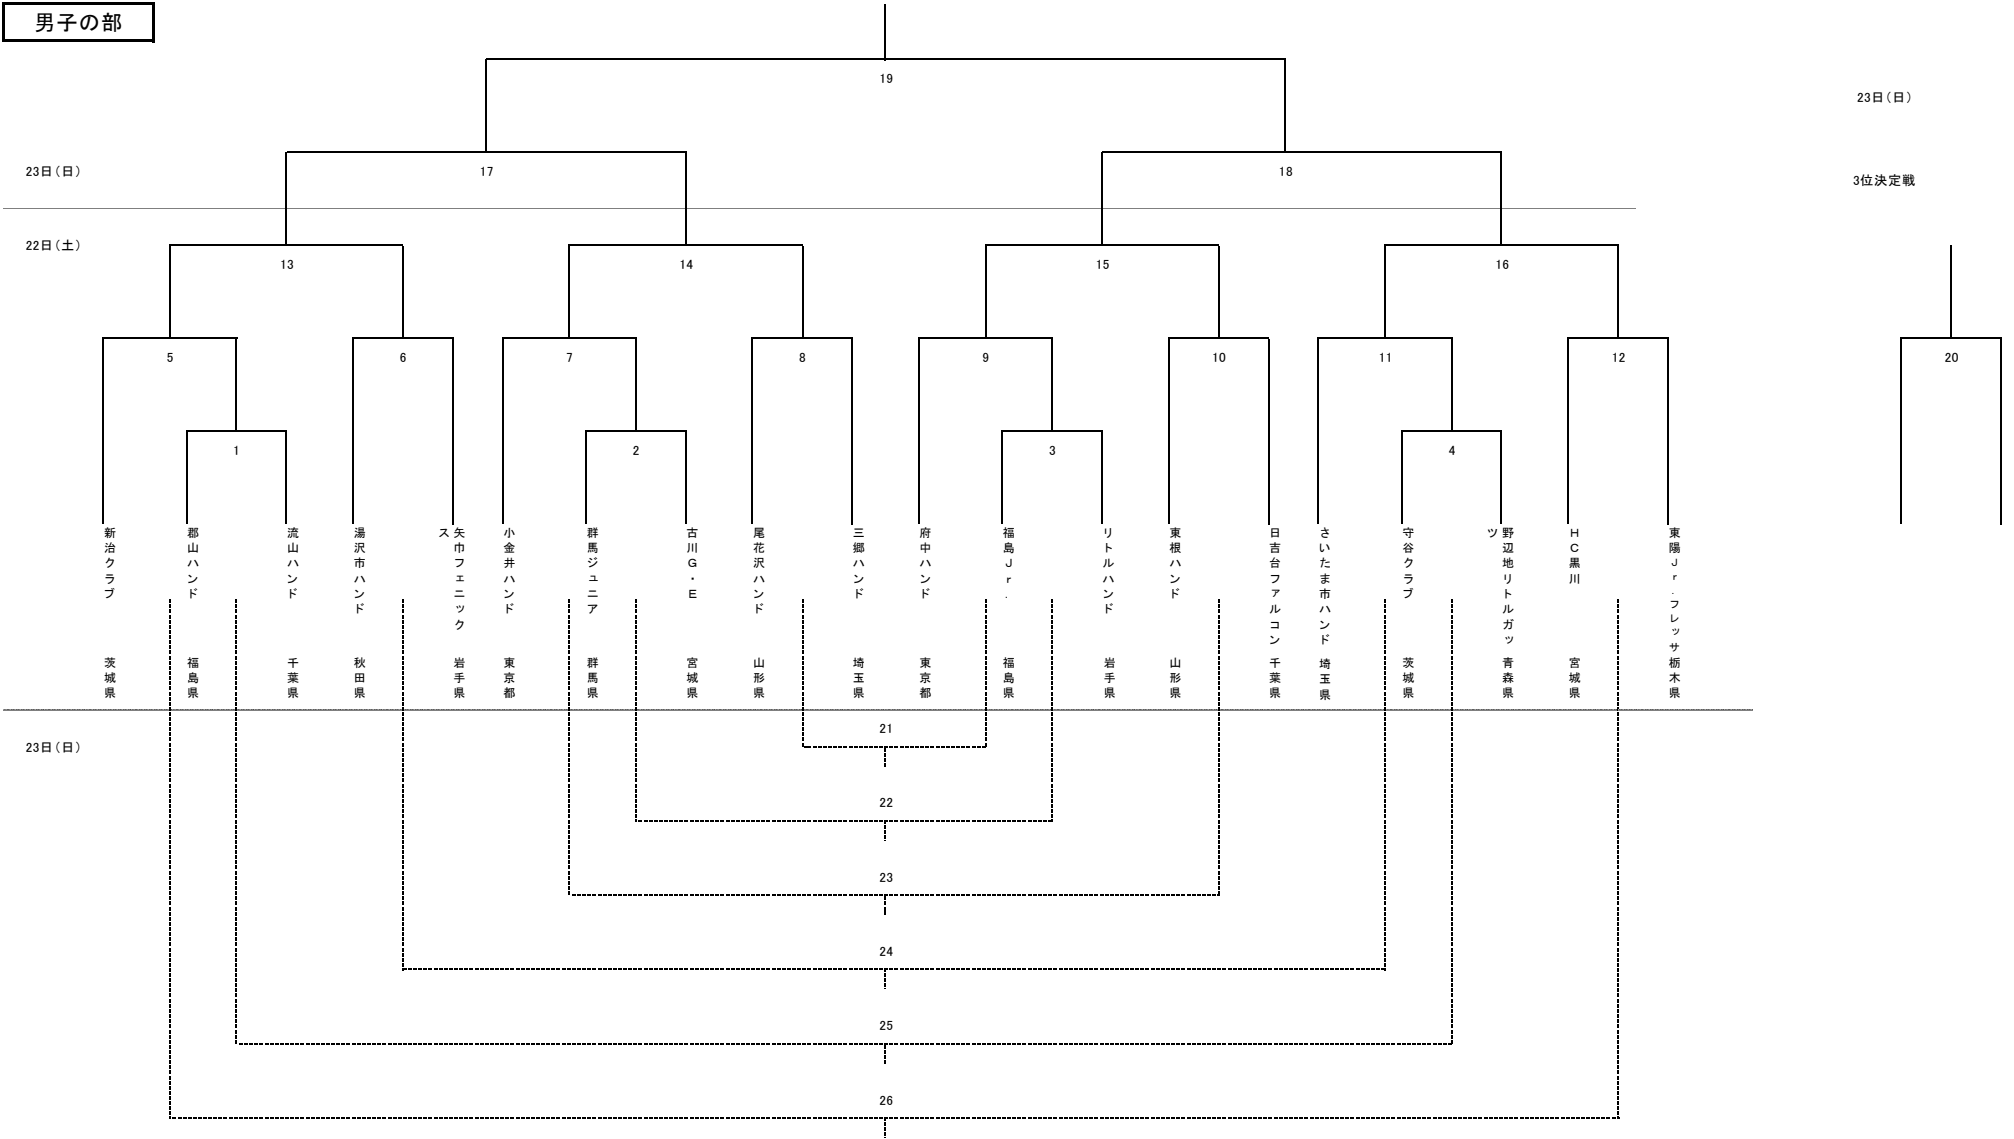 男子の部
19
23日（日）
23日（日）
17
18
3位決定戦
22日（土）
13
14
15
16
5
6
7
8
9
10
11
12
20
1
2
3
4
新治クラブ
郡山ハンド
流山ハンド
湯沢市ハンド
矢巾フェニックス
小金井ハンド
群馬ジュニア
古川G・E
尾花沢ハンド
三郷ハンド
府中ハンド
福島Jr.
リトルハンド
東根ハンド
日吉台ファルコン
さいたま市ハンド
守谷クラブ
野辺地リトルガッツ
HC黒川
東陽Jr.フレッサ
茨城県
福島県
千葉県
秋田県
岩手県
東京都
群馬県
宮城県
山形県
埼玉県
東京都
福島県
岩手県
山形県
千葉県
埼玉県
茨城県
青森県
宮城県
栃木県
21
23日（日）
22
23
24
25
26